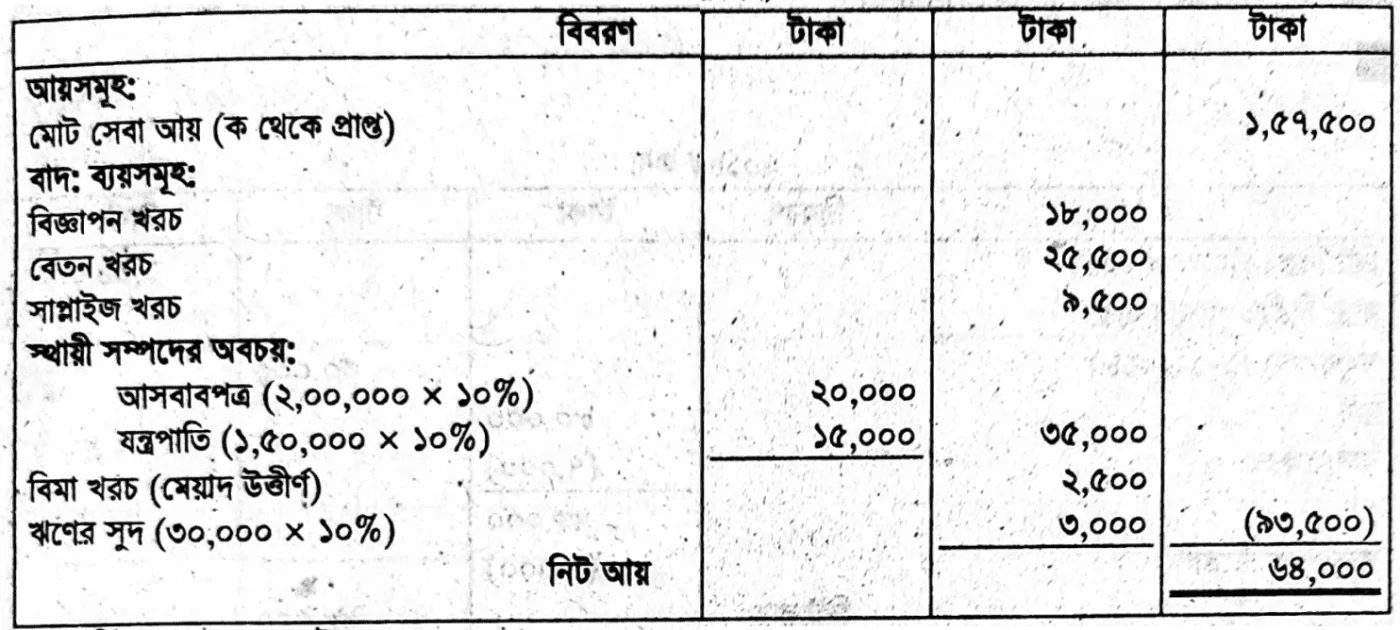 বিবরণ টাকা টাকা টাকা
আয়সমূহ:
মোট সেবা আয় (ক থেকে প্রাপ্ত) ১,৫৭,৫০০
বাদ: ব্যয়সমূহ:
বিজ্ঞাপন খরচ ১৮,০০০
বেতন খরচ ২৫,৫০০
সাপ্লাইজ খরচ ৯,৫০০
স্থায়ী সম্পদের অবচয়:
আসবাবপত্র (২,০০,০০০ × ১০%) ২০,০০০
যন্ত্রপাতি (১,৫০,০০০ × ১০%) ১৫,০০০ ৩৫,০০০
বিমা খরচ (মেয়াদ উত্তীর্ণ) ২,৫০০
ঋণের সুদ (৩০,০০০ × ১০%) ৩,০০০ (৯৩,৫০০)
নিট আয় ৬৪,০০০